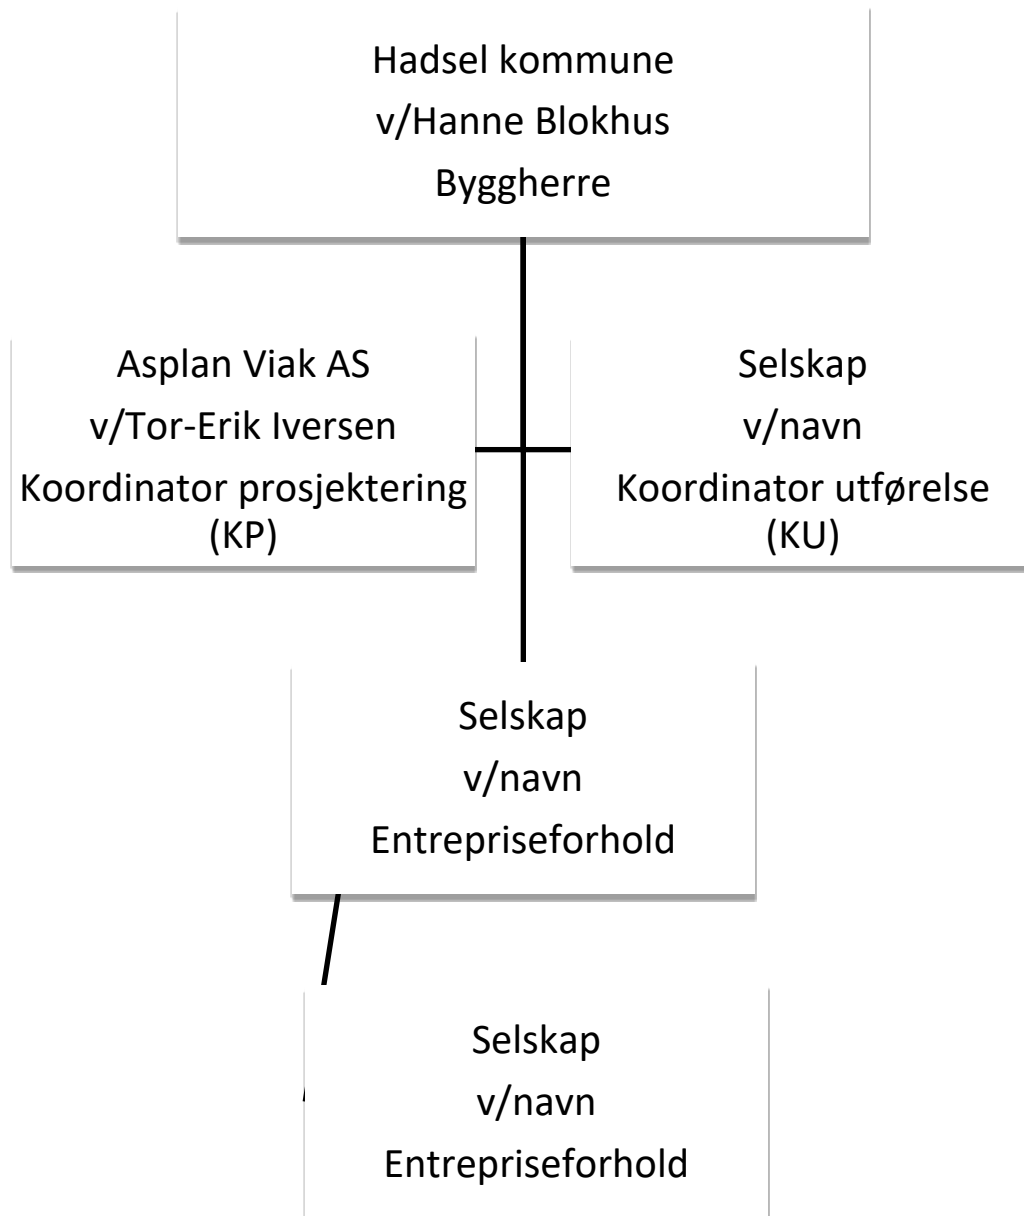 Hadsel kommune
v/Hanne Blokhus
Byggherre
Asplan Viak AS
v/Tor-Erik Iversen
Koordinator prosjektering
(KP)
Selskap
v/navn
Koordinator utførelse
(KU)
Selskap
v/navn
Entrepriseforhold
Selskap
v/navn
Entrepriseforhold